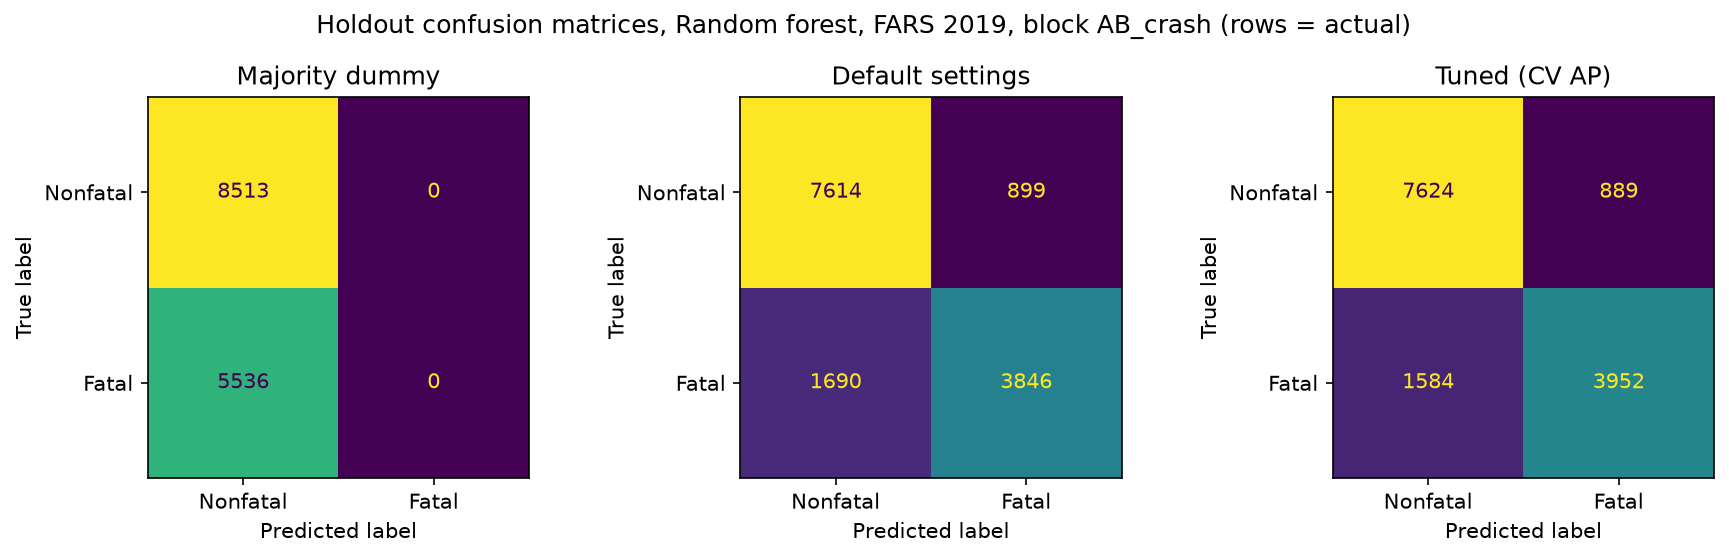 Holdout confusion matrices, Random forest, FARS 2019, block AB_crash (rows = actual)
Majority dummy
True label
Nonfatal
8513
0
Fatal
5536
0
Nonfatal
Fatal
Predicted label
Default settings
True label
Nonfatal
7614
899
Fatal
1690
3846
Nonfatal
Fatal
Predicted label
Tuned (CV AP)
True label
Nonfatal
7624
889
Fatal
1584
3952
Nonfatal
Fatal
Predicted label